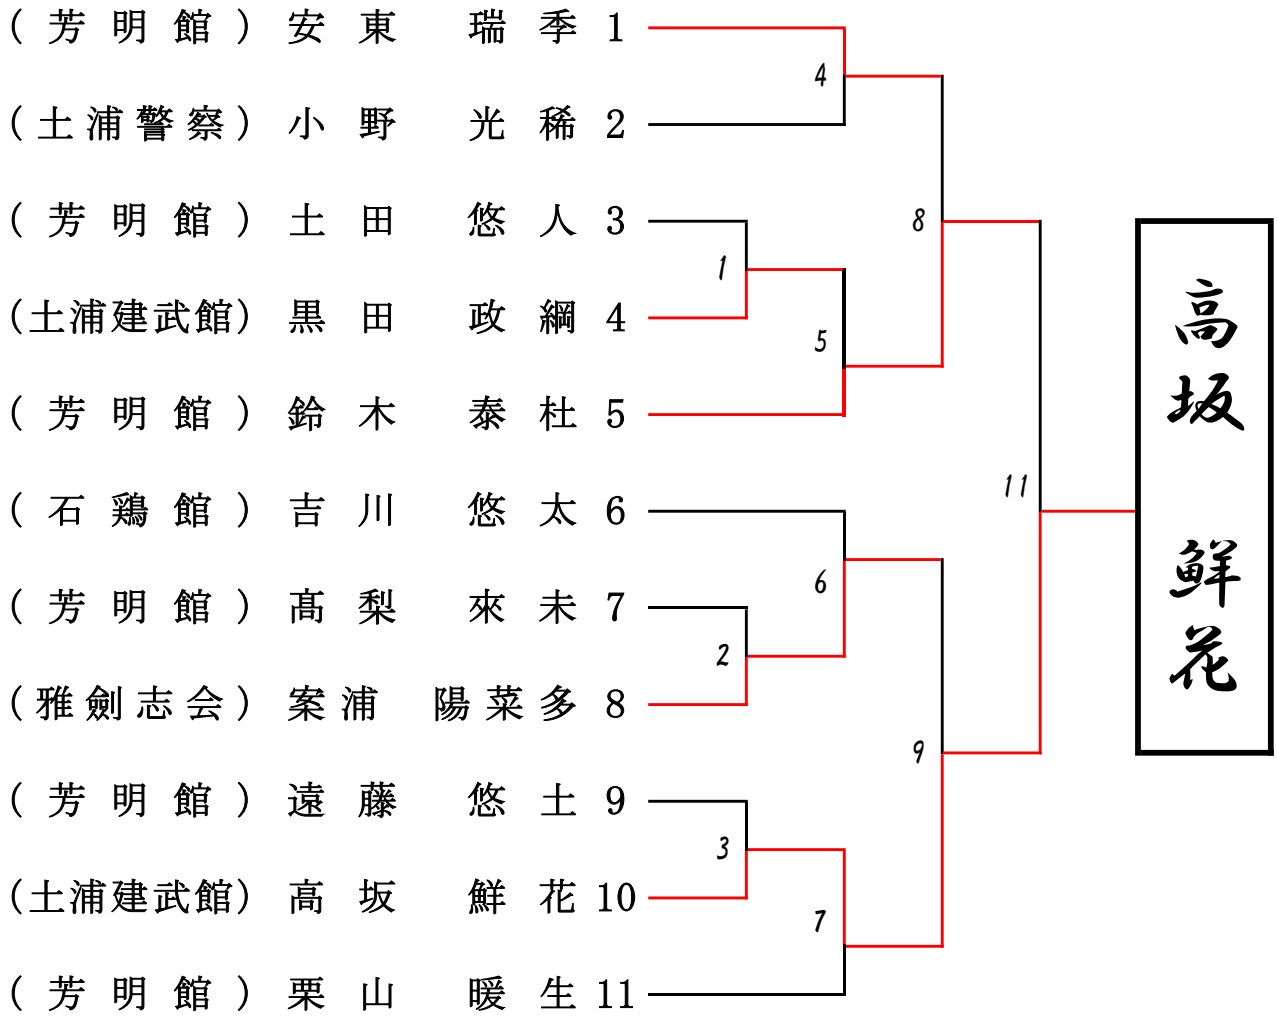 (芳明館) 安東 瑞季 1
(土浦警察) 小野 光稀 2
(芳明館) 土田 悠人 3
(土浦建武館) 黒田 政綱 4
(芳明館) 鈴木 泰杜 5
(石鶏館) 吉川 悠太 6
(芳明館) 髙梨 來未 7
(雅劍志会) 案浦 陽菜多 8
(芳明館) 遠藤 悠土 9
(土浦建武館) 高坂 鮮花 10
(芳明館) 栗山 暖生 11
4
1
5
6
2
3
7
8
9
11
高坂 鮮花